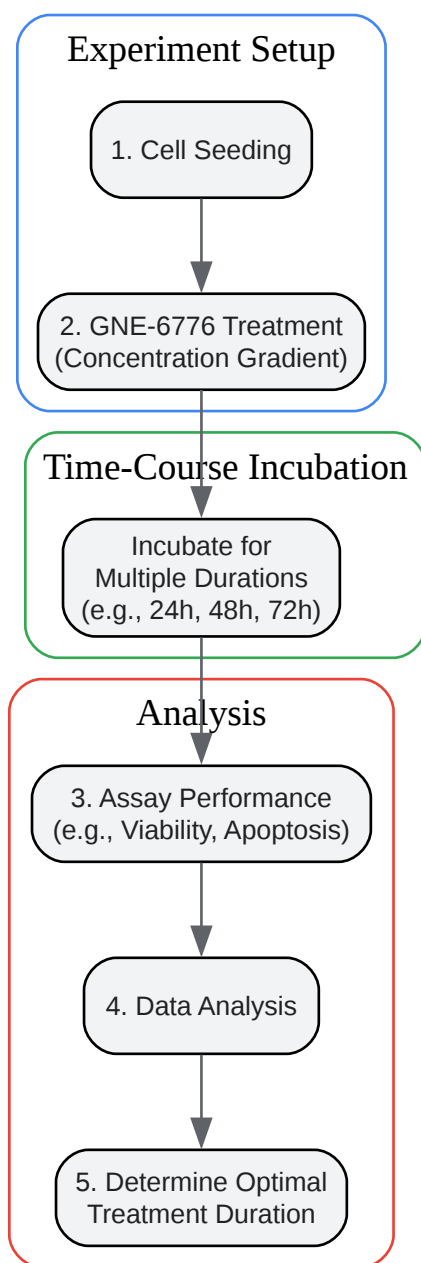 Experiment Setup
1. Cell Seeding
2. GNE-6776 Treatment
(Concentration Gradient)
Time-Course Incubation
Incubate for
Multiple Durations
(e.g., 24h, 48h, 72h)
Analysis
3. Assay Performance
(e.g., Viability, Apoptosis)
4. Data Analysis
5. Determine Optimal
Treatment Duration